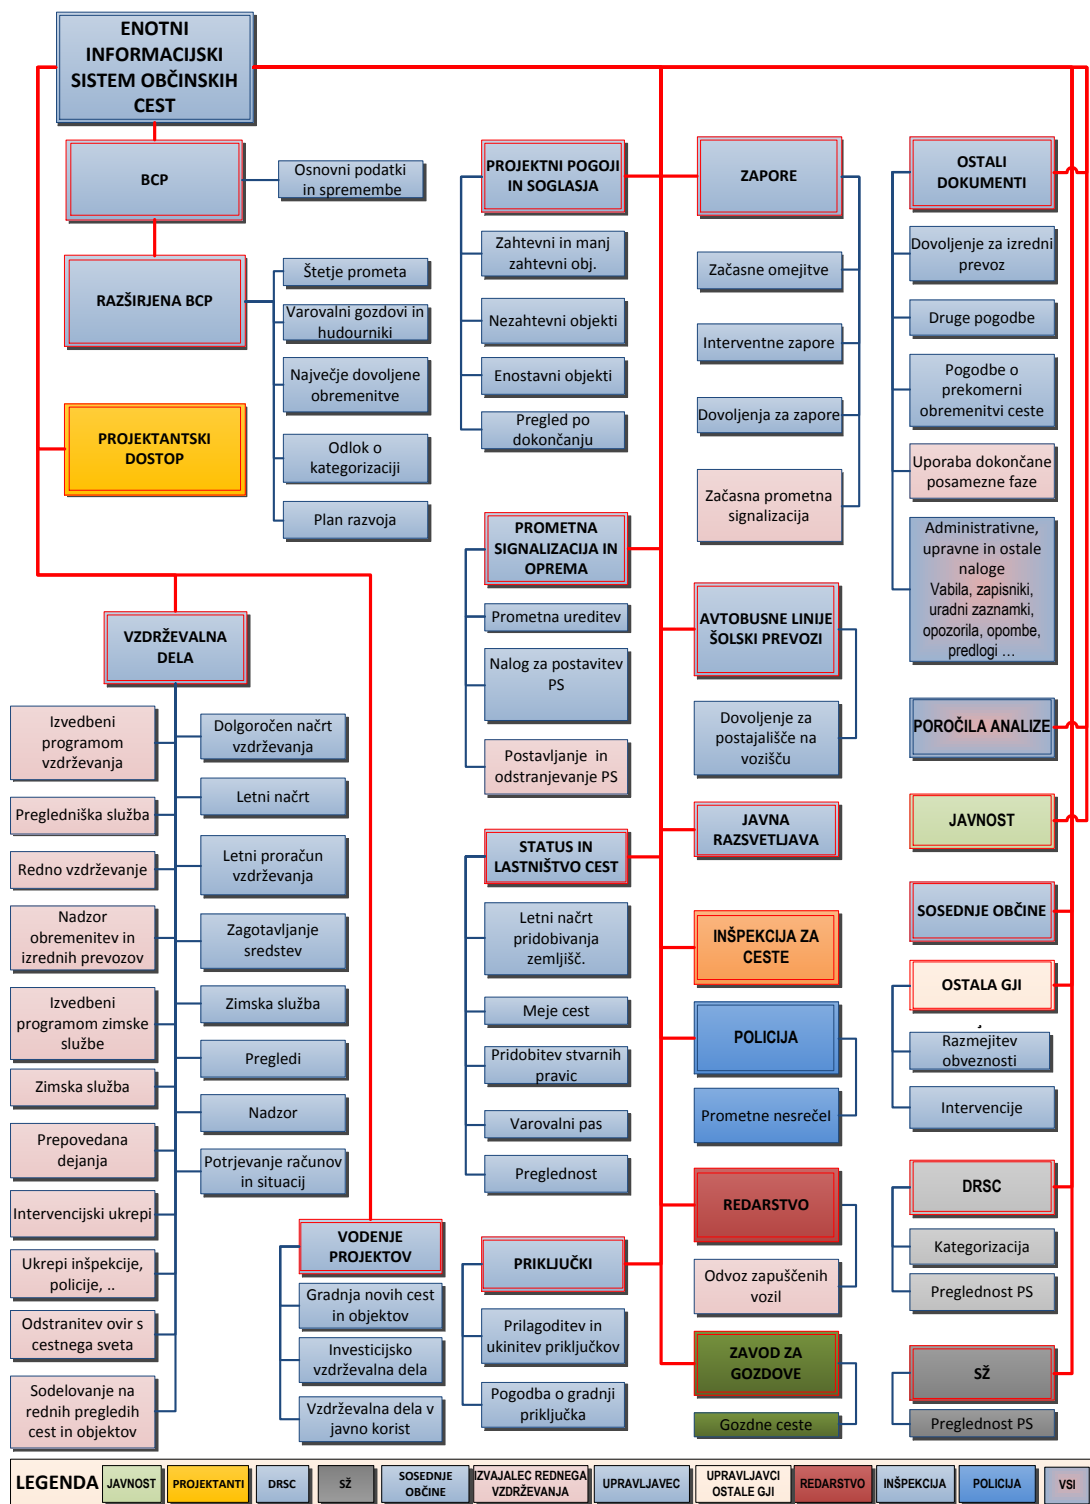 ENOTNI
INFORMACIJSKI
SISTEM OBČINSKIH
CEST
BCP
Osnovni podatki
in spremembe
RAZŠIRJENA BCP
Štetje prometa
Varovalni gozdovi in
hudourniki
Največje dovoljene
obremenitve
Odlok o
kategorizaciji
Plan razvoja
PROJEKTANTSKI
DOSTOP
VZDRŽEVALNA
DELA
Izvedbeni
programom
vzdrževanja
Pregledniška služba
Redno vzdrževanje
Nadzor
obremenitev in
izrednih prevozov
Izvedbeni
programom zimske
službe
Zimska služba
Prepovedana
dejanja
Intervencijski ukrepi
Ukrepi inšpekcije,
policije, ..
Odstranitev ovir s
cestnega sveta
Sodelovanje na
rednih pregledih
cest in objektov
Dolgoročen načrt
vzdrževanja
Letni načrt
Letni proračun
vzdrževanja
Zagotavljanje
sredstev
Zimska služba
Pregledi
Nadzor
Potrjevanje računov
in situacij
VODENJE
PROJEKTOV
Gradnja novih cest
in objektov
Investicijsko
vzdrževalna dela
Vzdrževalna dela v
javno korist
PROJEKTNI POGOJI
IN SOGLASJA
Zahtevni in manj
zahtevni obj.
Nezahtevni objekti
Enostavni objekti
Pregled po
dokončanju
PROMETNA
SIGNALIZACIJA IN
OPREMA
Prometna ureditev
Nalog za postavitev
PS
Postavljanje in
odstranjevanje PS
STATUS IN
LASTNIŠTVO CEST
Letni načrt
pridobivanja
zemljišč.
Meje cest
Pridobitev stvarnih
pravic
Varovalni pas
Preglednost
PRIKLJUČKI
Prilagoditev in
ukinitev priključkov
Pogodba o gradnji
priključka
ZAPORE
Začasne omejitve
Interventne zapore
Dovoljenja za zapore
Začasna prometna
signalizacija
AVTOBUSNE LINIJE
ŠOLSKI PREVOZI
Dovoljenje za
postajališče na
vozišču
JAVNA
RAZSVETLJAVA
INŠPEKCIJA ZA
CESTE
POLICIJA
Prometne nesrečel
REDARSTVO
Odvoz zapuščenih
vozil
ZAVOD ZA
GOZDOVE
Gozdne ceste
OSTALI
DOKUMENTI
Dovoljenje za izredni
prevoz
Druge pogodbe
Pogodbe o
prekomerni
obremenitvi ceste
Uporaba dokončane
posamezne faze
Administrativne,
upravne in ostale
naloge
Vabila, zapisniki,
uradni zaznamki,
opozorila, opombe,
predlogi ...
POROČILA ANALIZE
JAVNOST
SOSEDNJE OBČINE
OSTALA GJI
Razmejitev
obveznosti
Intervencije
DRSC
Kategorizacija
Preglednost PS
SŽ
Preglednost PS
LEGENDA
JAVNOST
PROJEKTANTI
DRSC
SŽ
SOSEDNJE
OBČINE
IZVAJALEC REDNEGA
VZDRŽEVANJA
UPRAVLJAVEC
UPRAVLJAVCI
OSTALE GJI
REDARSTVO
INŠPEKCIJA
POLICIJA
VSI